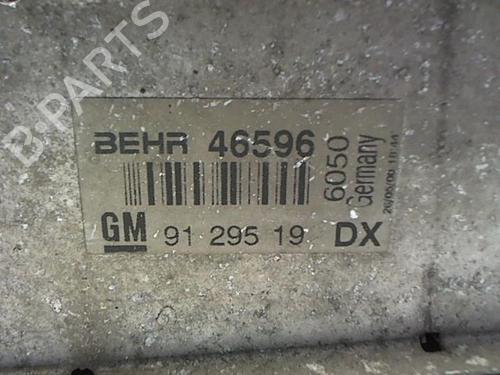 B-PARTS
BEHR 46596
6050
Germany
GM 91 295 19 DX